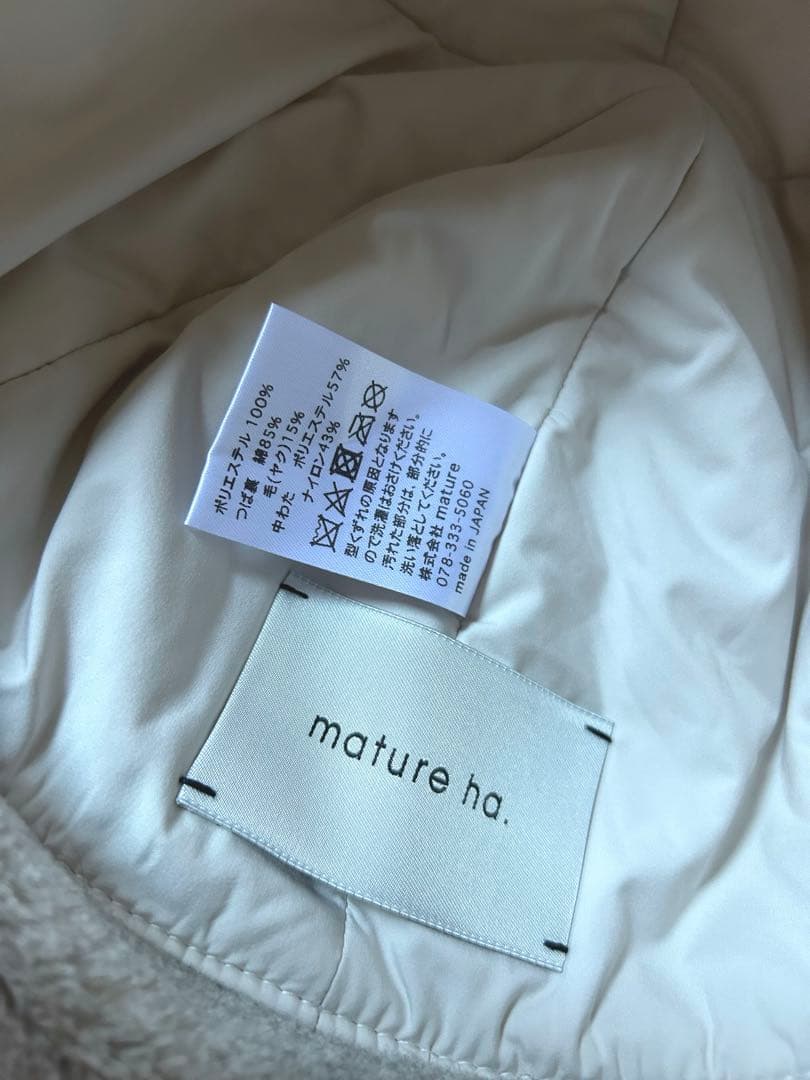 ポリエステル 100%
つば裏 綿85%
毛(ヤク)15%
中わた ポリエステル57%
ナイロン43%
型くずれの原因となります
ので洗濯はおさけください。
汚れた部分は、部分的に
洗い落としてください。
株式会社 mature
078-333-5060
made in JAPAN
mature ha.